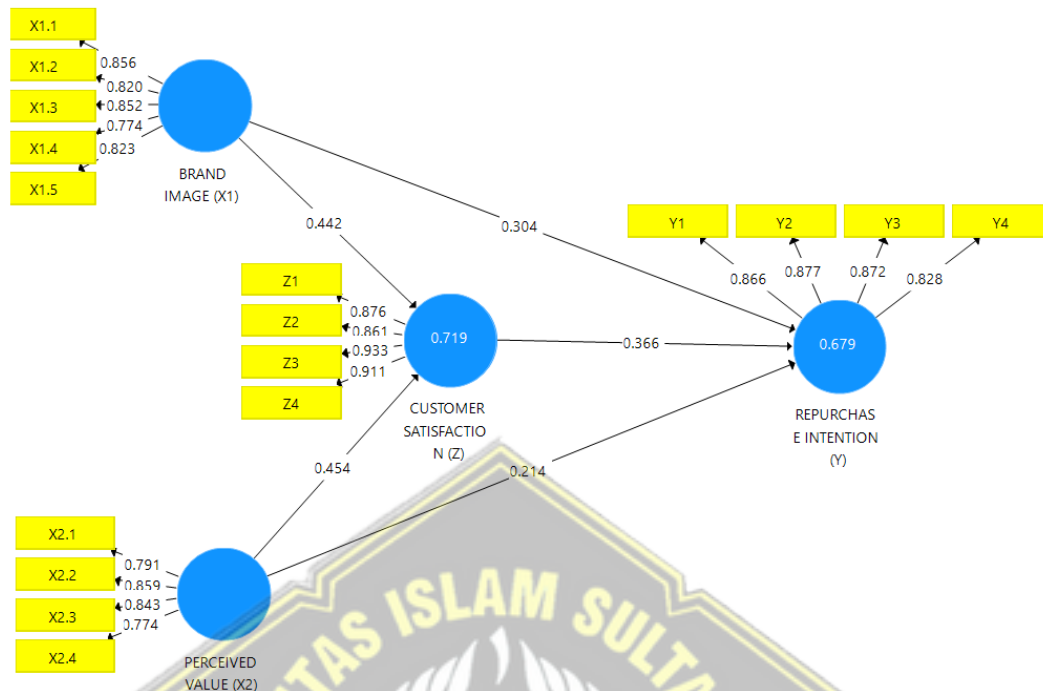 X1.1
X1.2
X1.3
X1.4
X1.5
0.856
0.820
0.852
0.774
0.823
BRAND
IMAGE (X1)
0.442
0.304
Y1
Y2
Y3
Y4
0.866
0.877
0.872
0.828
Z1
Z2
Z3
Z4
0.876
0.861
0.933
0.911
0.719
0.366
0.679
CUSTOMER
SATISFACTIO
N (Z)
REPURCHAS
E INTENTION
(Y)
0.454
0.214
X2.1
X2.2
X2.3
X2.4
0.791
0.859
0.843
0.774
PERCEIVED
VALUE (X2)
ISLAM